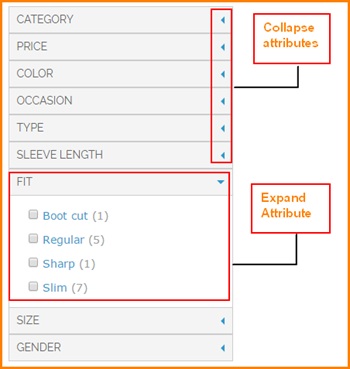 CATEGORY
PRICE
COLOR
OCCASION
TYPE
SLEEVE LENGTH
FIT
Boot cut (1)
Regular (5)
Sharp (1)
Slim (7)
SIZE
GENDER
Collapse
attributes
Expand
Attribute